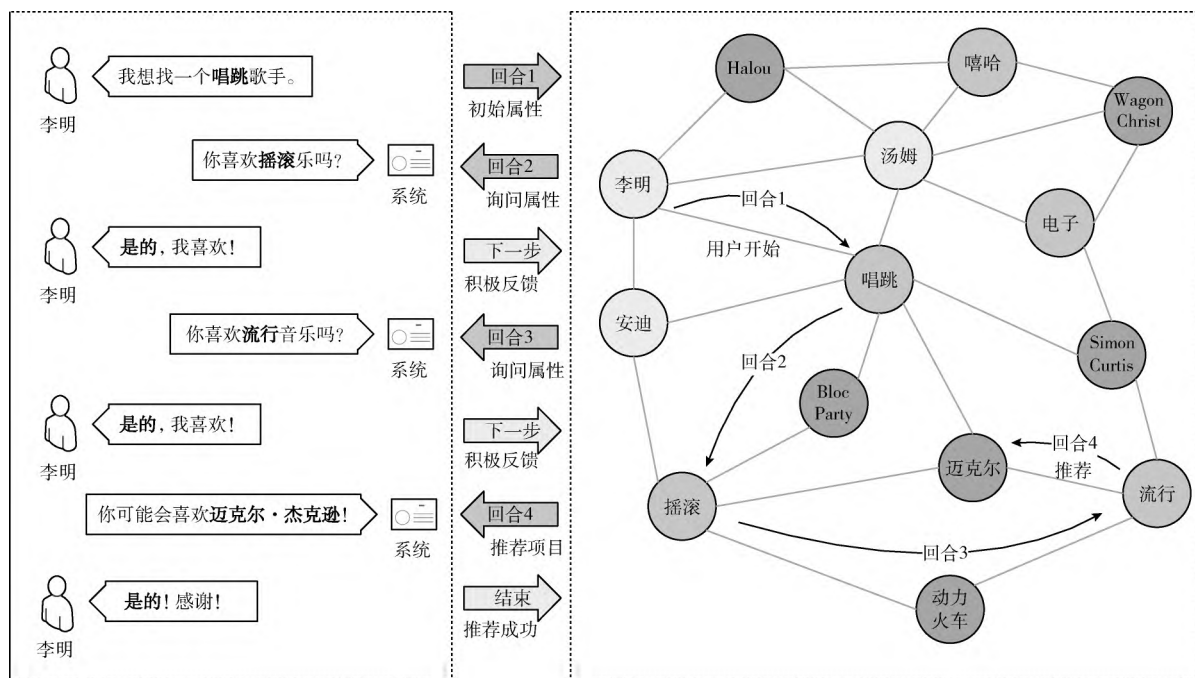 我想找一个唱跳歌手。
李明
回合1
初始属性
你喜欢摇滚乐吗?
系统
回合2
询问属性
是的,我喜欢!
李明
下一步
积极反馈
你喜欢流行音乐吗?
系统
回合3
询问属性
是的,我喜欢!
李明
下一步
积极反馈
你可能会喜欢迈克尔·杰克逊!
系统
回合4
推荐项目
是的!感谢!
李明
结束
推荐成功
Halou
嘻哈
Wagon
Christ
汤姆
李明
回合1
电子
用户开始
唱跳
安迪
回合2
Simon
Curtis
Bloc
Party
回合4
推荐
迈克尔
流行
摇滚
回合3
动力
火车